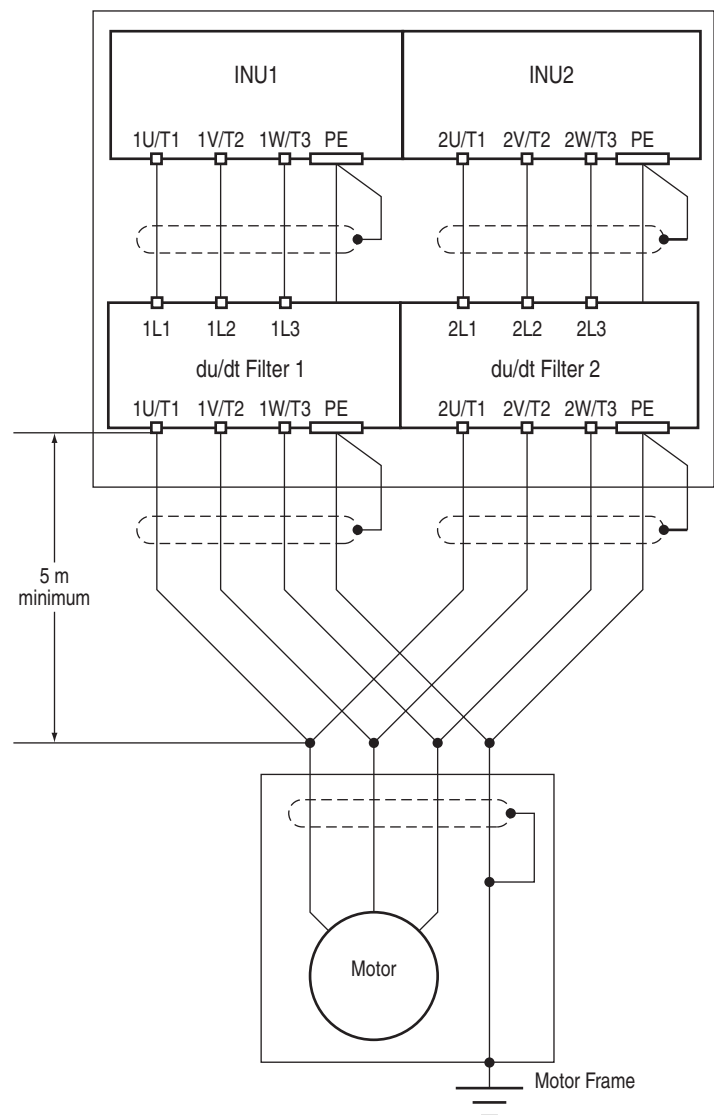 INU1 INU2
1U/T1 1V/T2 1W/T3 PE 2U/T1 2V/T2 2W/T3 PE
1L1 1L2 1L3 2L1 2L2 2L3
du/dt Filter 1 du/dt Filter 2
1U/T1 1V/T2 1W/T3 PE 2U/T1 2V/T2 2W/T3 PE
5 m
minimum
Motor
Motor Frame